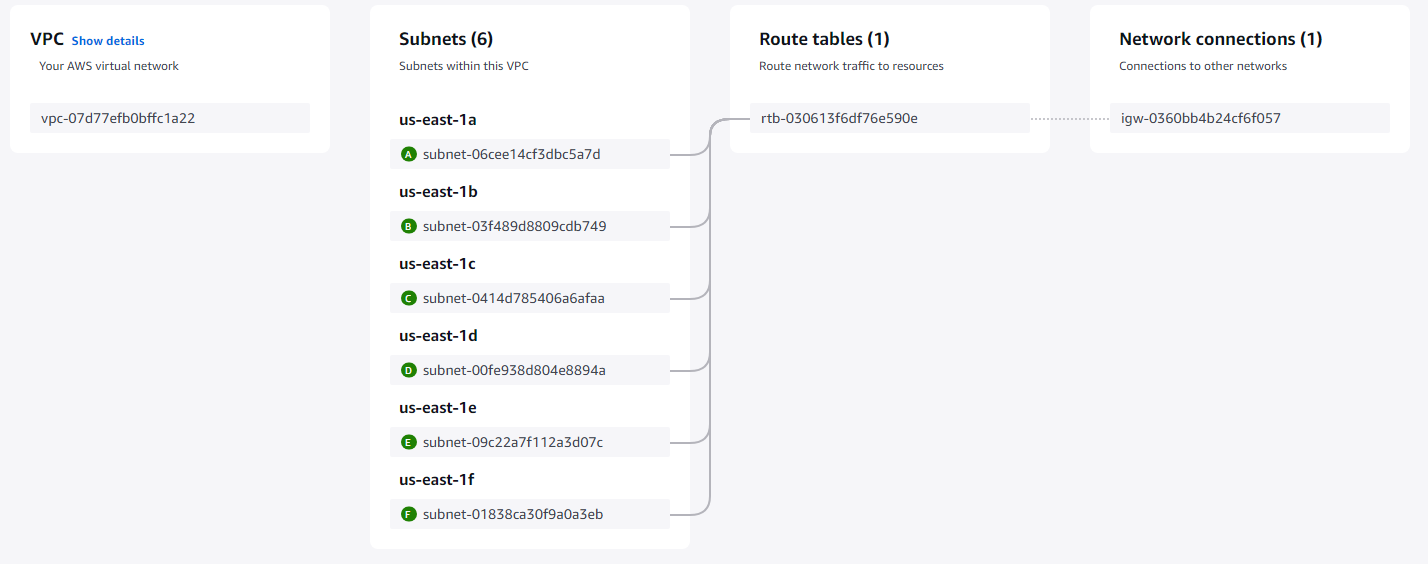 VPC Show details
Your AWS virtual network
vpc-07d77efb0bffc1a22
Subnets (6)
Subnets within this VPC
us-east-1a
A subnet-06cee14cf3dbc5a7d
us-east-1b
B subnet-03f489d8809cdb749
us-east-1c
C subnet-0414d785406a6afaa
us-east-1d
D subnet-00fe938d804e8894a
us-east-1e
E subnet-09c22a7f112a3d07c
us-east-1f
F subnet-01838ca30f9a0a3eb
Route tables (1)
Route network traffic to resources
rtb-030613f6df76e590e
Network connections (1)
Connections to other networks
igw-0360bb4b24cf6f057